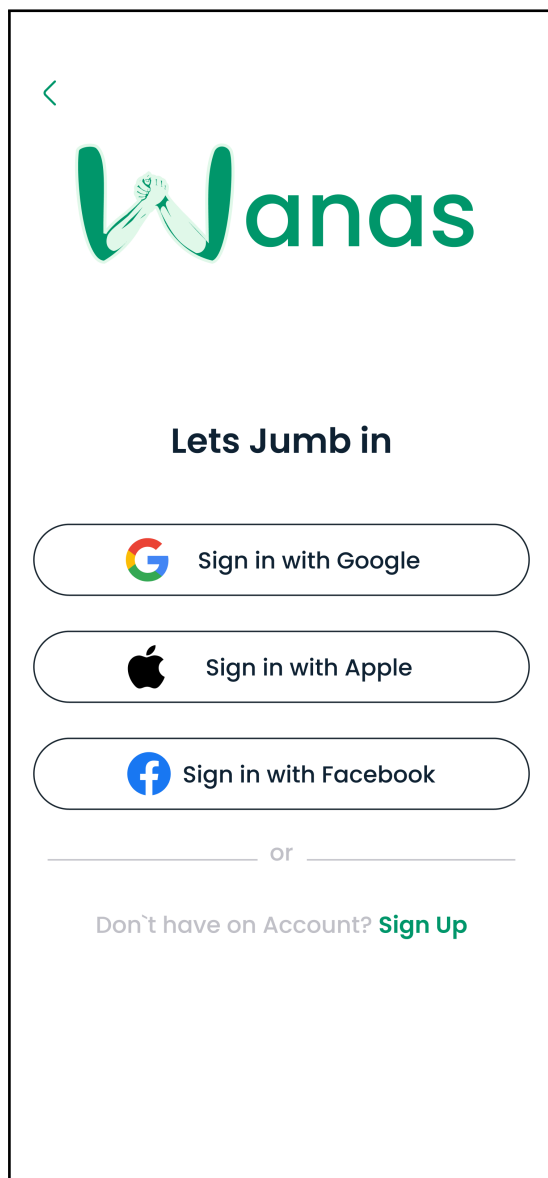 Wanas
Lets Jumb in
Sign in with Google
Sign in with Apple
Sign in with Facebook
or
Don`t have on Account? Sign Up